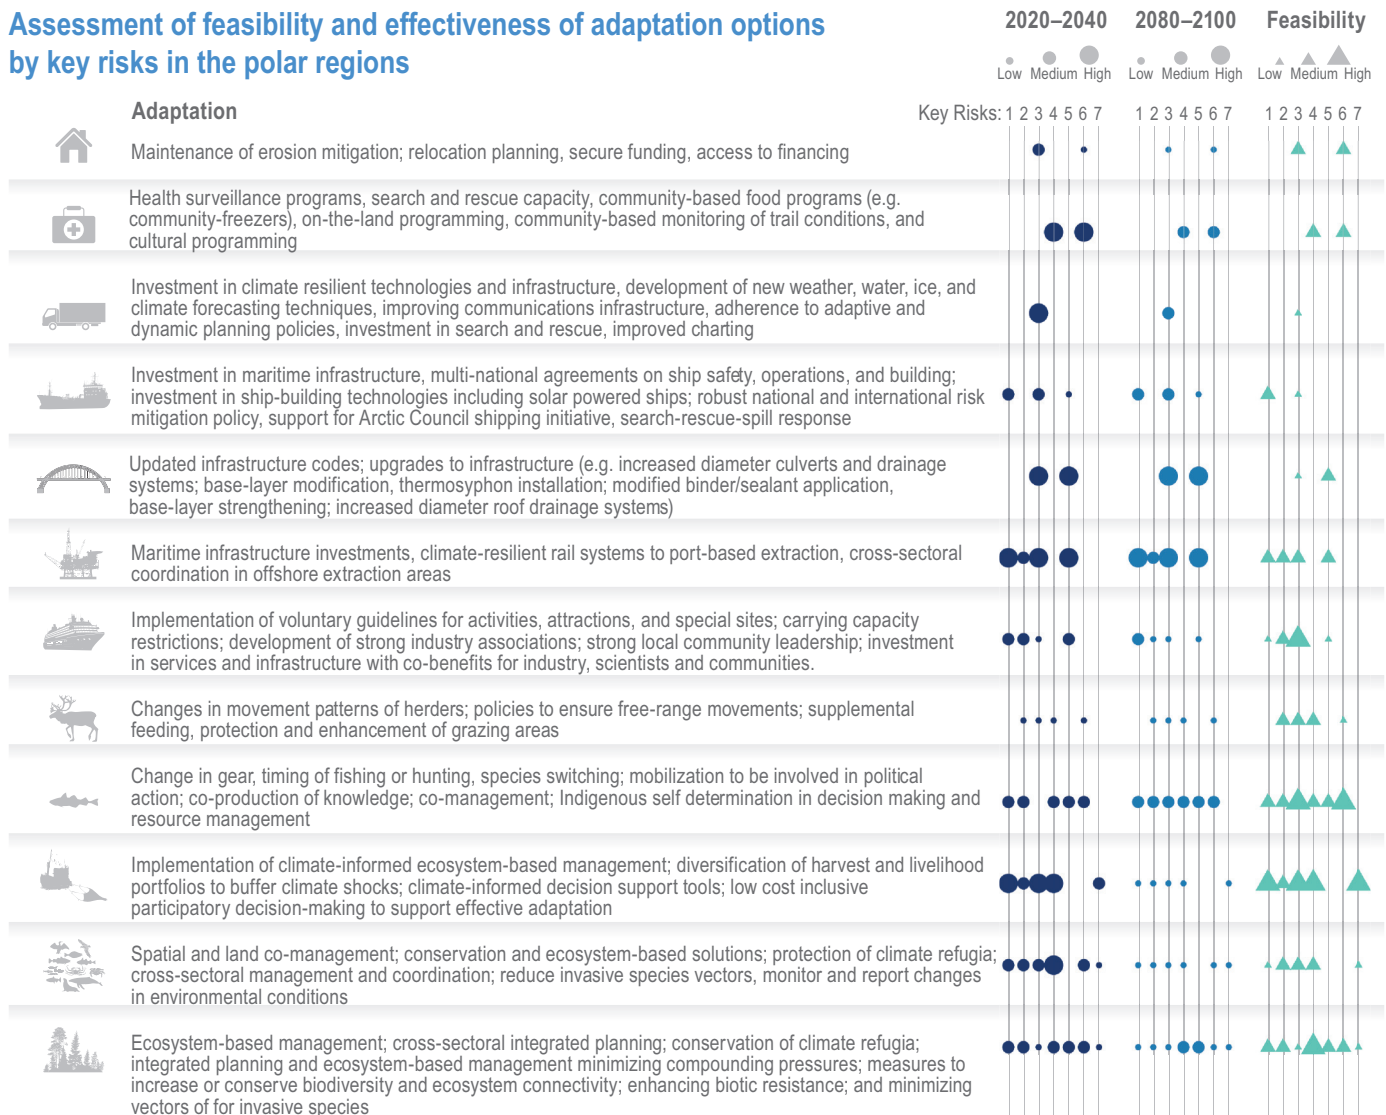 Assessment of feasibility and effectiveness of adaptation options
by key risks in the polar regions
2020–2040 2080–2100 Feasibility
Low Medium High Low Medium High Low Medium High
Adaptation
Key Risks: 1 2 3 4 5 6 7 1 2 3 4 5 6 7 1 2 3 4 5 6 7
Maintenance of erosion mitigation; relocation planning, secure funding, access to financing
Health surveillance programs, search and rescue capacity, community-based food programs (e.g.
community-freezers), on-the-land programming, community-based monitoring of trail conditions, and
cultural programming
Investment in climate resilient technologies and infrastructure, development of new weather, water, ice, and
climate forecasting techniques, improving communications infrastructure, adherence to adaptive and
dynamic planning policies, investment in search and rescue, improved charting
Investment in maritime infrastructure, multi-national agreements on ship safety, operations, and building;
investment in ship-building technologies including solar powered ships; robust national and international risk
mitigation policy, support for Arctic Council shipping initiative, search-rescue-spill response
Updated infrastructure codes; upgrades to infrastructure (e.g. increased diameter culverts and drainage
systems; base-layer modification, thermosyphon installation; modified binder/sealant application,
base-layer strengthening; increased diameter roof drainage systems)
Maritime infrastructure investments, climate-resilient rail systems to port-based extraction, cross-sectoral
coordination in offshore extraction areas
Implementation of voluntary guidelines for activities, attractions, and special sites; carrying capacity
restrictions; development of strong industry associations; strong local community leadership; investment
in services and infrastructure with co-benefits for industry, scientists and communities.
Changes in movement patterns of herders; policies to ensure free-range movements; supplemental
feeding, protection and enhancement of grazing areas
Change in gear, timing of fishing or hunting, species switching; mobilization to be involved in political
action; co-production of knowledge; co-management; Indigenous self determination in decision making and
resource management
Implementation of climate-informed ecosystem-based management; diversification of harvest and livelihood
portfolios to buffer climate shocks; climate-informed decision support tools; low cost inclusive
participatory decision-making to support effective adaptation
Spatial and land co-management; conservation and ecosystem-based solutions; protection of climate refugia;
cross-sectoral management and coordination; reduce invasive species vectors, monitor and report changes
in environmental conditions
Ecosystem-based management; cross-sectoral integrated planning; conservation of climate refugia;
integrated planning and ecosystem-based management minimizing compounding pressures; measures to
increase or conserve biodiversity and ecosystem connectivity; enhancing biotic resistance; and minimizing
vectors of for invasive species